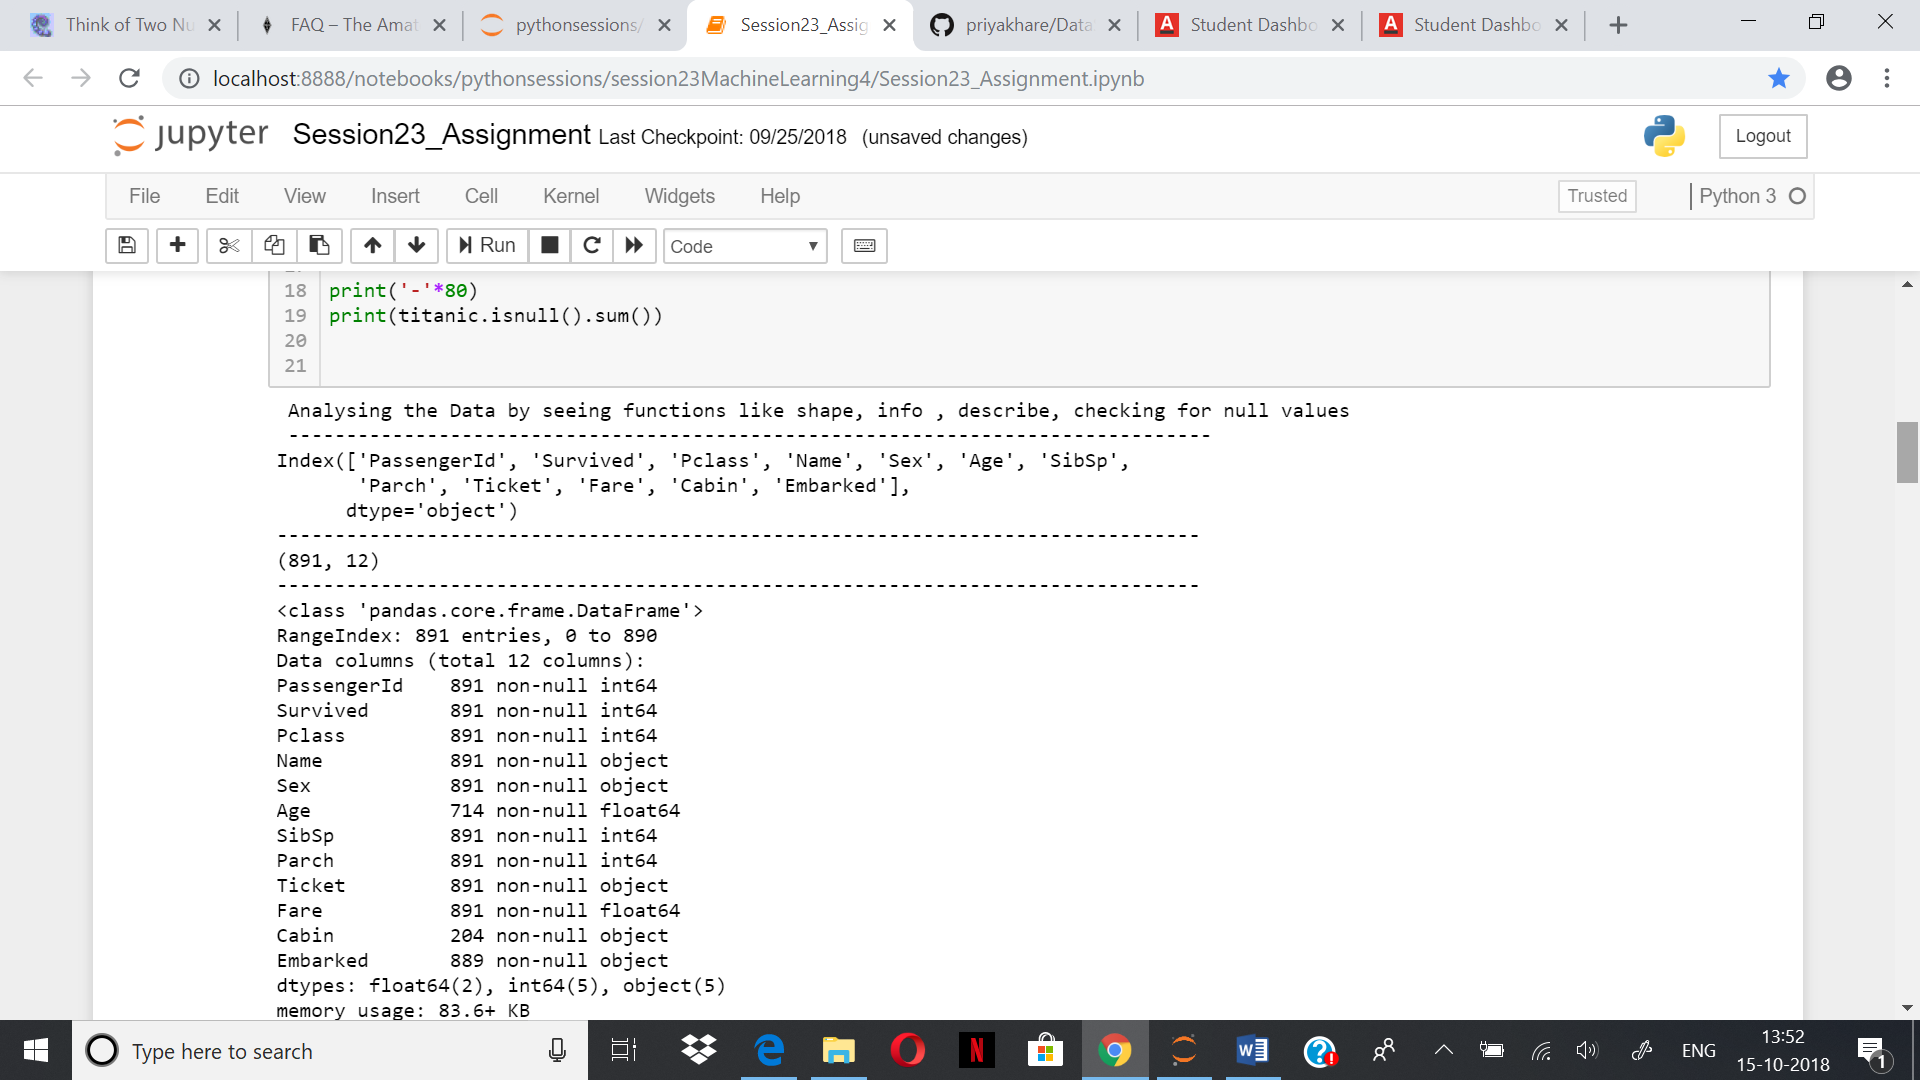 Think of Two Nu
FAQ – The Amat
pythonsessions/
Session23_Assig
priyakhare/Data
Student Dashbo
Student Dashbo
localhost:8888/notebooks/pythonsessions/session23MachineLearning4/Session23_Assignment.ipynb
jupyter Session23_Assignment Last Checkpoint: 09/25/2018 (unsaved changes)
Logout
File Edit View Insert Cell Kernel Widgets Help
Trusted
Python 3
Run
Code
18 print('-'*80)
19 print(titanic.isnull().sum())
20
21
Analysing the Data by seeing functions like shape, info , describe, checking for null values
--------------------------------------------------------------------------------
Index(['PassengerId', 'Survived', 'Pclass', 'Name', 'Sex', 'Age', 'SibSp',
'Parch', 'Ticket', 'Fare', 'Cabin', 'Embarked'],
dtype='object')
--------------------------------------------------------------------------------
(891, 12)
--------------------------------------------------------------------------------
<class 'pandas.core.frame.DataFrame'>
RangeIndex: 891 entries, 0 to 890
Data columns (total 12 columns):
PassengerId    891 non-null int64
Survived       891 non-null int64
Pclass         891 non-null int64
Name           891 non-null object
Sex            891 non-null object
Age            714 non-null float64
SibSp          891 non-null int64
Parch          891 non-null int64
Ticket         891 non-null object
Fare           891 non-null float64
Cabin          204 non-null object
Embarked       889 non-null object
dtypes: float64(2), int64(5), object(5)
memory usage: 83.6+ KB
Type here to search
ENG
13:52
15-10-2018
1